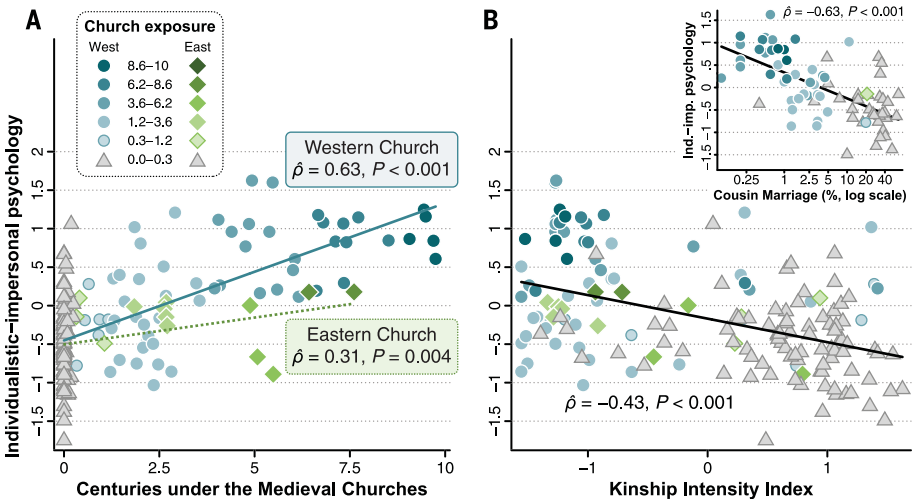 A
Church exposure
West East
8.6–10
6.2–8.6
3.6–6.2
1.2–3.6
0.3–1.2
0.0–0.3
Individualistic–impersonal psychology
2
1.5
1
.5
0
−.5
−1
−1.5
Western Church
ρ̂ = 0.63, P < 0.001
Eastern Church
ρ̂ = 0.31, P = 0.004
0 2.5 5 7.5 10
Centuries under the Medieval Churches
B
2
1.5
1
.5
0
−.5
−1
−1.5
ρ̂ = −0.43, P < 0.001
−1 0 1
Kinship Intensity Index
ρ̂ = −0.63, P < 0.001
Ind.–imp. psychology
1.5
1
.5
0
−.5
−1
−1.5
0.25 1 2.5 5 10 20 40
Cousin Marriage (%, log scale)